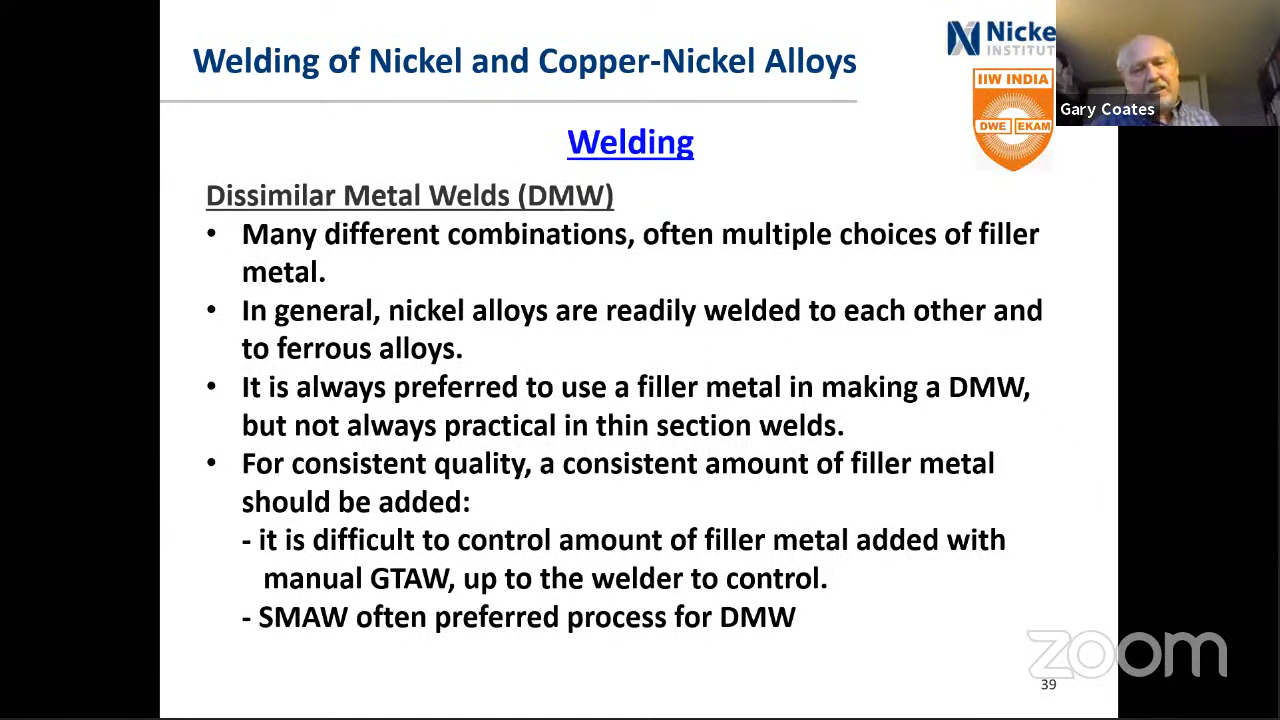 Welding of Nickel and Copper-Nickel Alloys
Nicke
INSTITUT
IIW INDIA
DWE EKAM
Gary Coates
Welding
Dissimilar Metal Welds (DMW)
• Many different combinations, often multiple choices of filler
metal.
• In general, nickel alloys are readily welded to each other and
to ferrous alloys.
• It is always preferred to use a filler metal in making a DMW,
but not always practical in thin section welds.
• For consistent quality, a consistent amount of filler metal
should be added:
- it is difficult to control amount of filler metal added with
manual GTAW, up to the welder to control.
- SMAW often preferred process for DMW
zoom
39